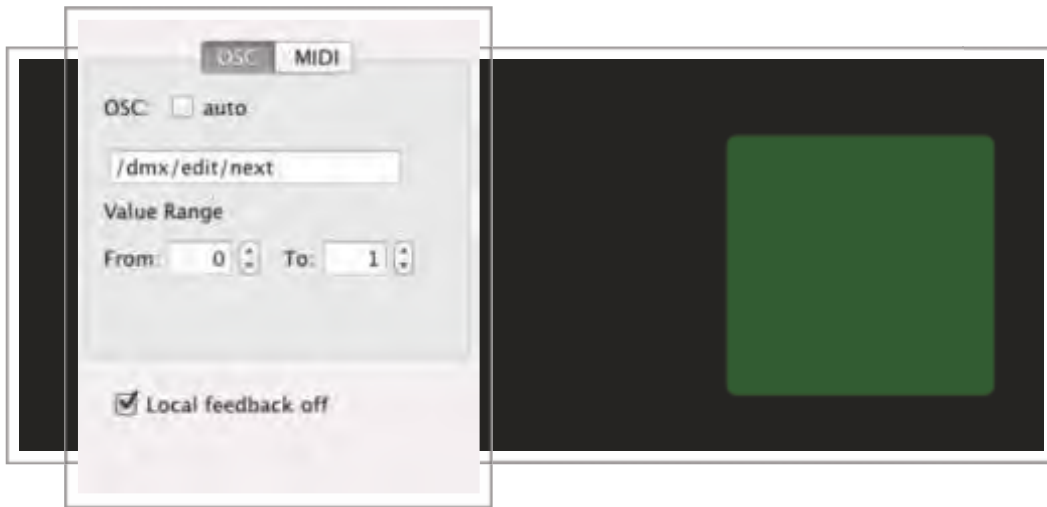 OSC MIDI
OSC: auto
/dmx/edit/next
Value Range
From: 0 To: 1
Local feedback off